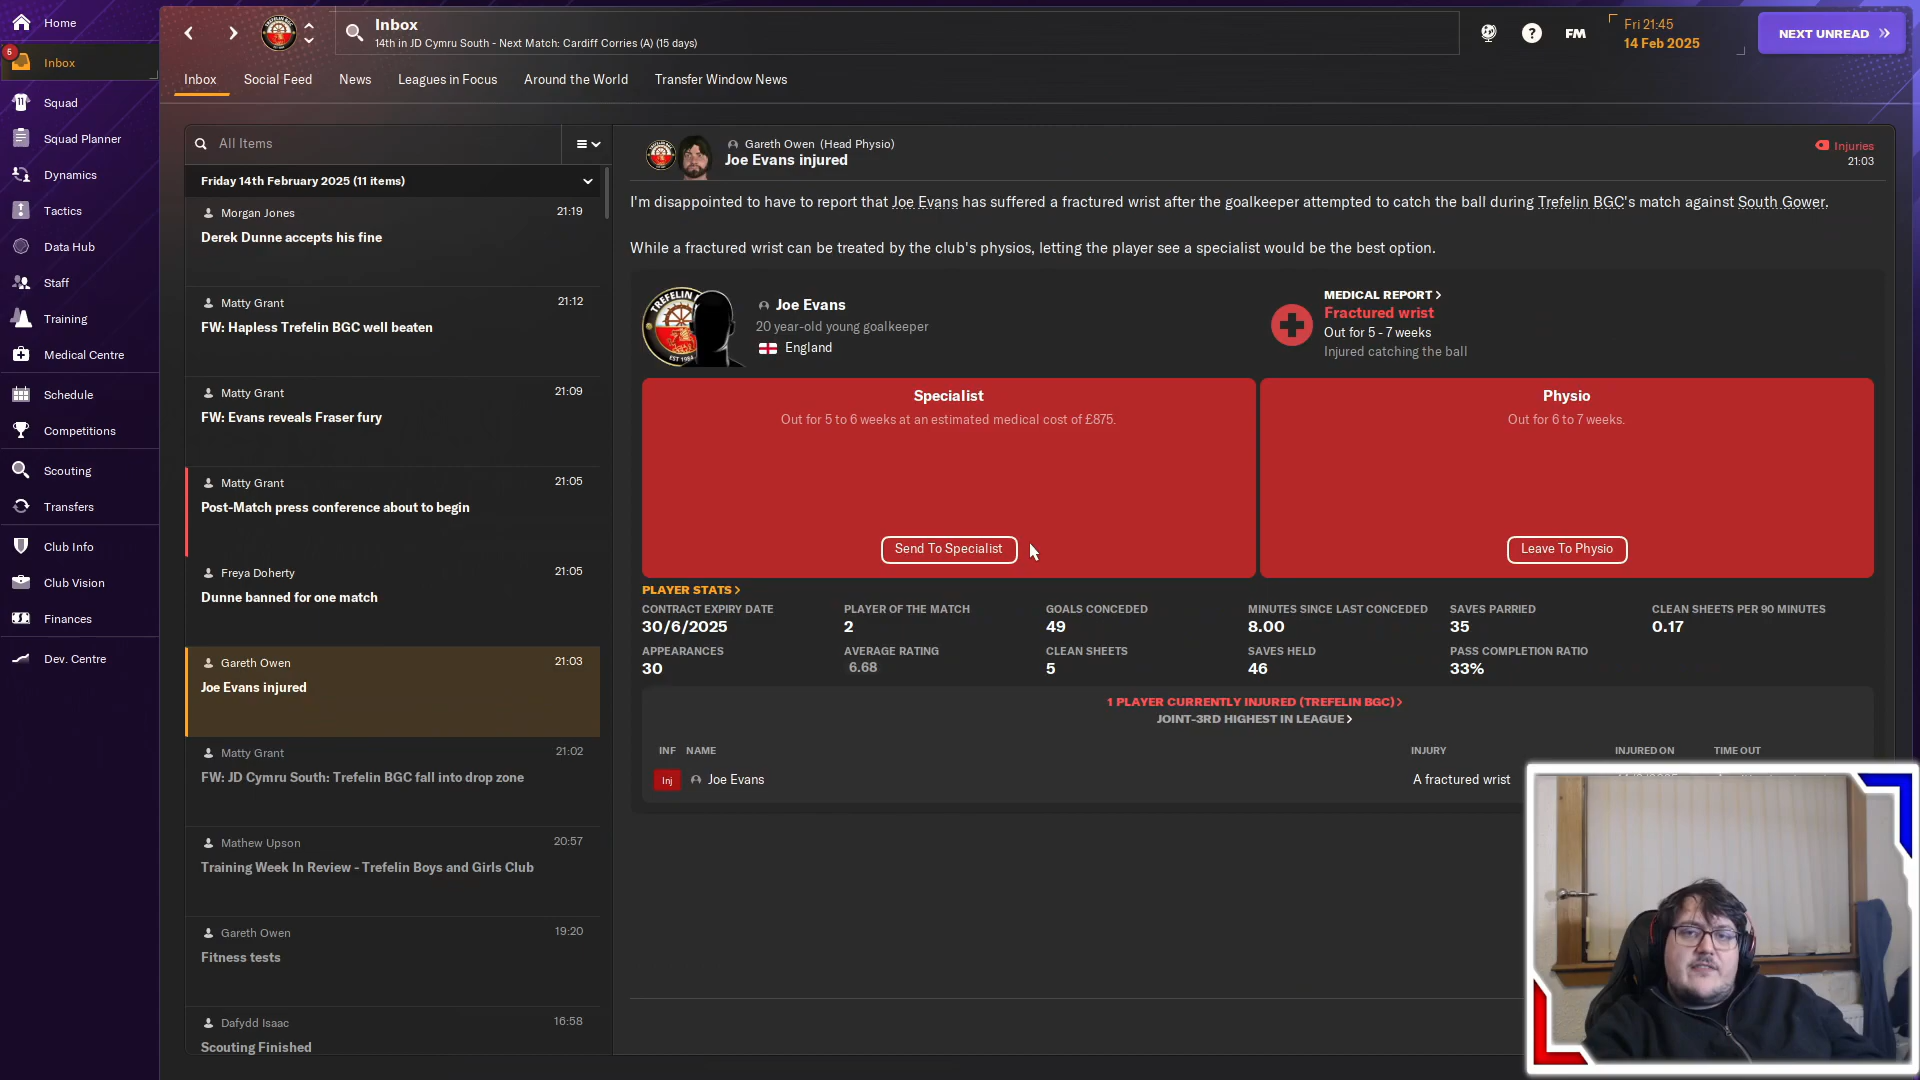 Home
6
Inbox
Squad
Squad Planner
Dynamics
Tactics
Data Hub
Staff
Training
Medical Centre
Schedule
Competitions
Scouting
Transfers
Club Info
Club Vision
Finances
Dev. Centre
Inbox
14th in JD Cymru South - Next Match: Cardiff Corries (A) (15 days)
FM
Fri 21:45
14 Feb 2025
NEXT UNREAD
Inbox
Social Feed
News
Leagues in Focus
Around the World
Transfer Window News
All Items
Friday 14th February 2025 (11 items)
Morgan Jones 21:19
Derek Dunne accepts his fine
Matty Grant 21:12
FW: Hapless Trefelin BGC well beaten
Matty Grant 21:09
FW: Evans reveals Fraser fury
Matty Grant 21:05
Post-Match press conference about to begin
Freya Doherty 21:05
Dunne banned for one match
Gareth Owen 21:03
Joe Evans injured
Matty Grant 21:02
FW: JD Cymru South: Trefelin BGC fall into drop zone
Mathew Upson 20:57
Training Week In Review - Trefelin Boys and Girls Club
Gareth Owen 19:20
Fitness tests
Dafydd Isaac 16:58
Scouting Finished
Gareth Owen (Head Physio)
Joe Evans injured
Injuries
21:03
I'm disappointed to have to report that Joe Evans has suffered a fractured wrist after the goalkeeper attempted to catch the ball during Trefelin BGC's match against South Gower.
While a fractured wrist can be treated by the club's physios, letting the player see a specialist would be the best option.
Joe Evans
20 year-old young goalkeeper
England
MEDICAL REPORT
Fractured wrist
Out for 5 - 7 weeks
Injured catching the ball
Specialist
Out for 5 to 6 weeks at an estimated medical cost of £875.
Send To Specialist
Physio
Out for 6 to 7 weeks.
Leave To Physio
PLAYER STATS
CONTRACT EXPIRY DATE PLAYER OF THE MATCH GOALS CONCEDED MINUTES SINCE LAST CONCEDED SAVES PARRIED CLEAN SHEETS PER 90 MINUTES
30/6/2025 2 49 8.00 35 0.17
APPEARANCES AVERAGE RATING CLEAN SHEETS SAVES HELD PASS COMPLETION RATIO
30 6.68 5 46 33%
1 PLAYER CURRENTLY INJURED (TREFELIN BGC)
JOINT-3RD HIGHEST IN LEAGUE
INF NAME INJURY INJURED ON TIME OUT
Inj Joe Evans A fractured wrist